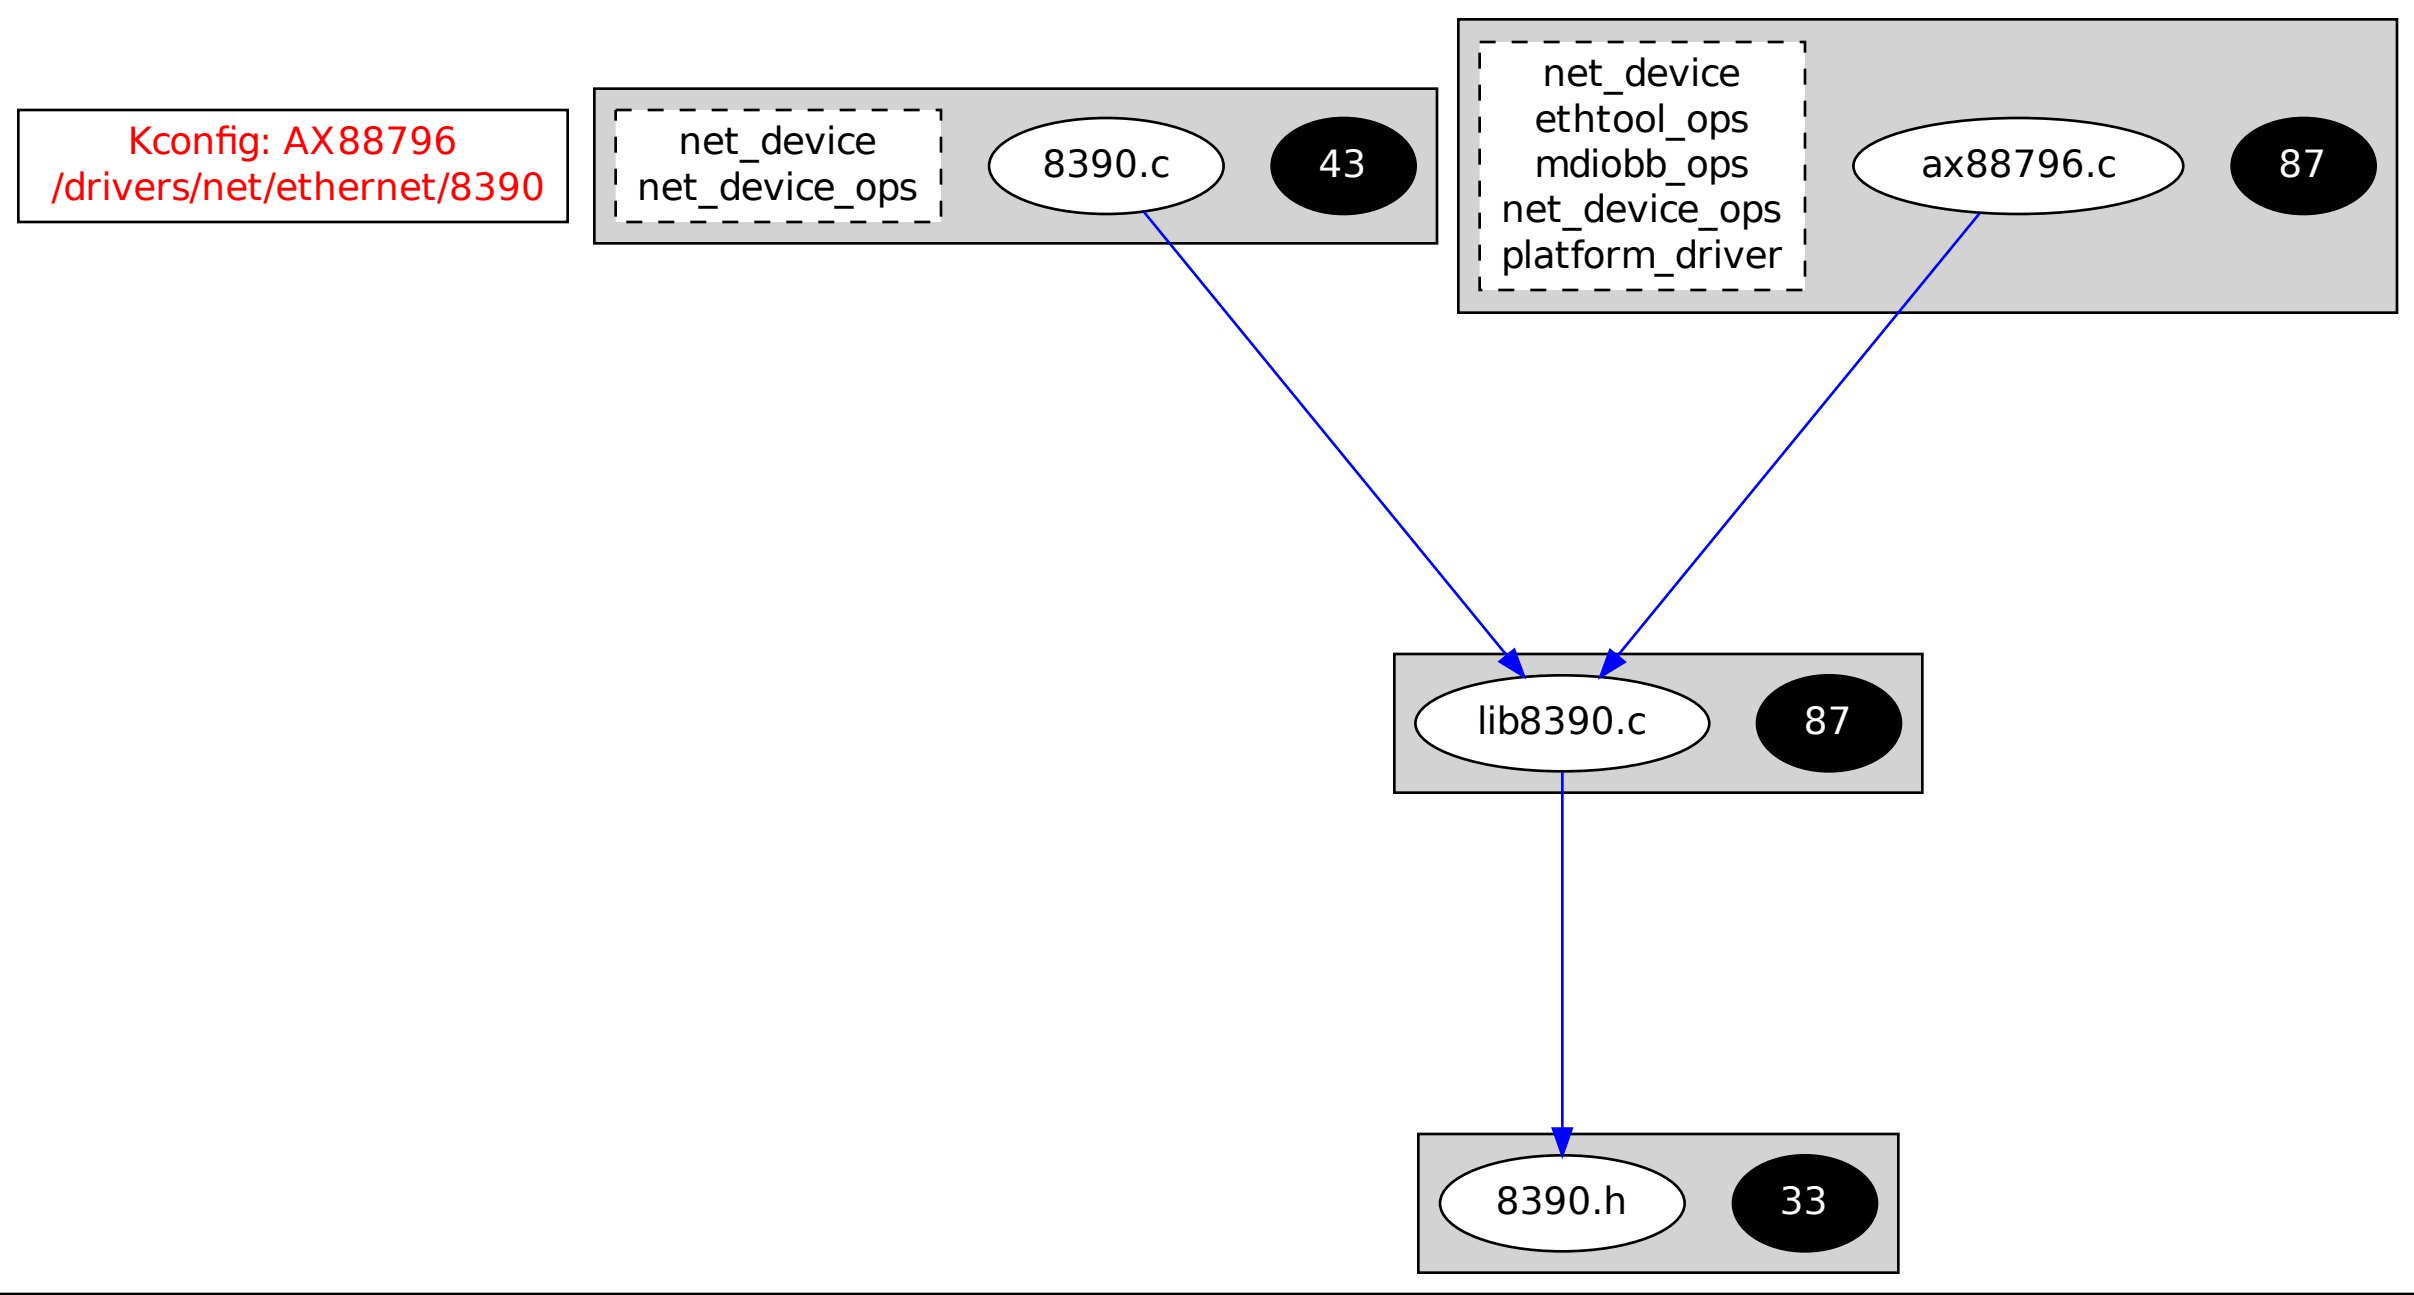 Kconfig: AX88796
/drivers/net/ethernet/8390
net_device
net_device_ops
8390.c
43
net_device
ethtool_ops
mdiobb_ops
net_device_ops
platform_driver
ax88796.c
87
lib8390.c
87
8390.h
33